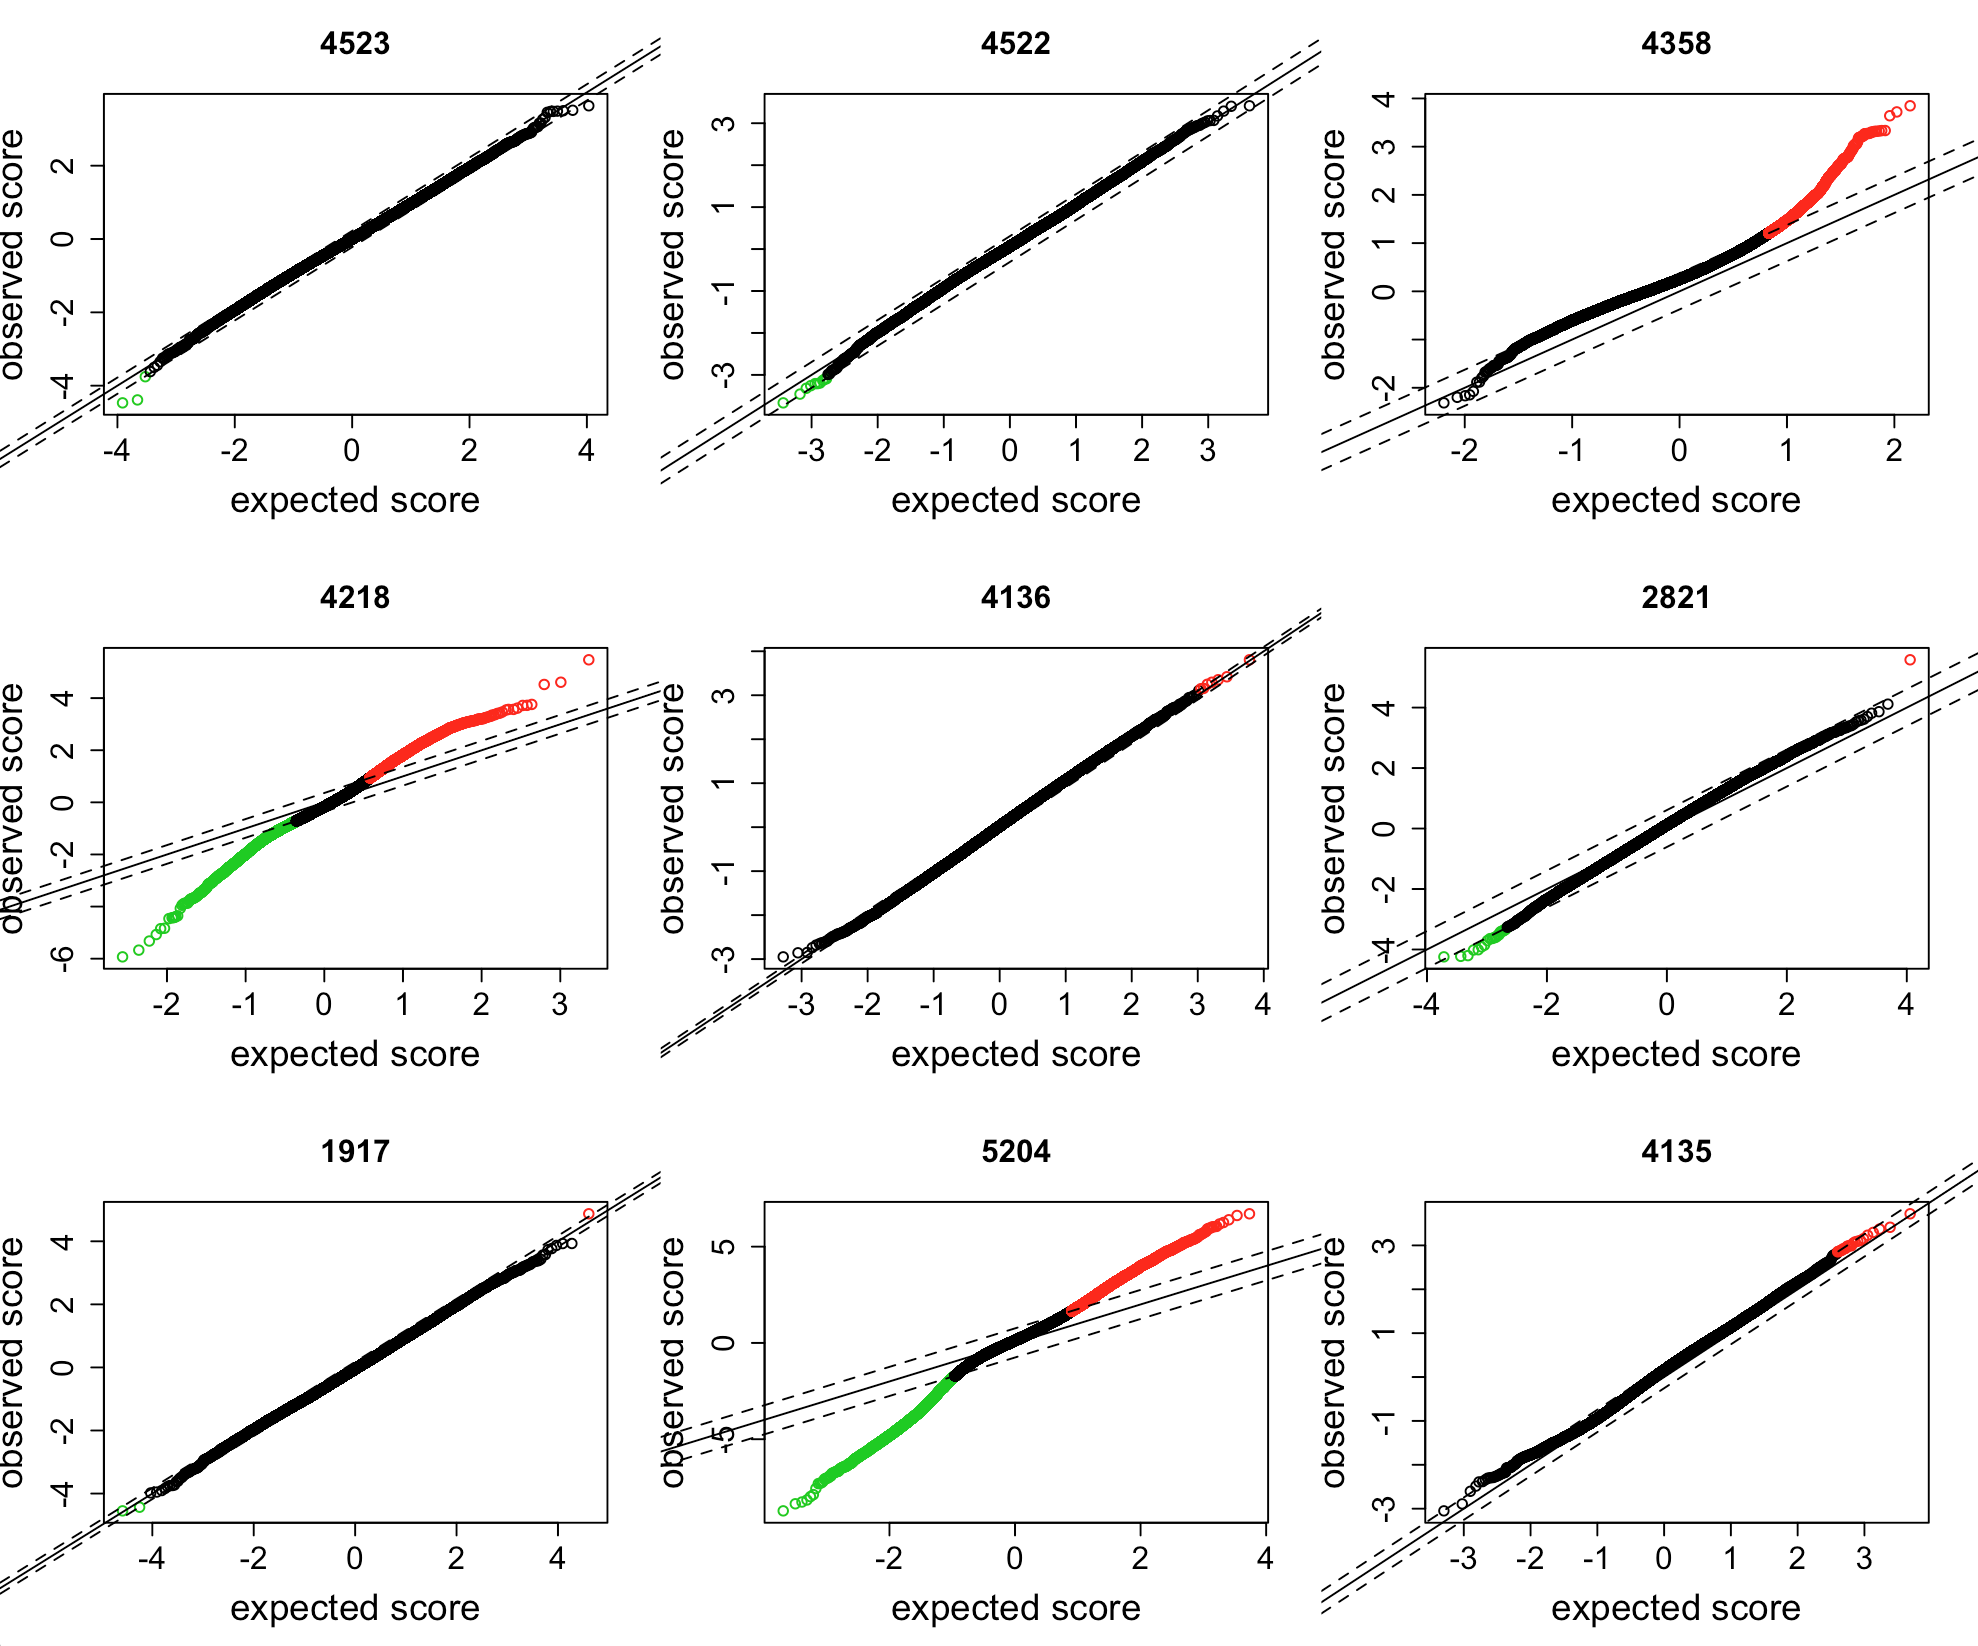 4523 4522 4358
observed score observed score observed score
2 3 4
0 1 3
-2 -1 2
-4 -3 1
0
-2
-4 -2 0 2 4 -3 -2 -1 0 1 2 3 -2 -1 0 1 2
expected score expected score expected score
4218 4136 2821
observed score observed score observed score
4 3 4
2 1 2
0 -1 0
-2 -3 -2
-6 -4
-2 -1 0 1 2 3 -3 -2 -1 0 1 2 3 4 -4 -2 0 2 4
expected score expected score expected score
1917 5204 4135
observed score observed score observed score
4 5 3
2 0 1
0 -5 -1
-2 -3
-4
-4 -2 0 2 4 -2 0 2 4 -3 -2 -1 0 1 2 3
expected score expected score expected score